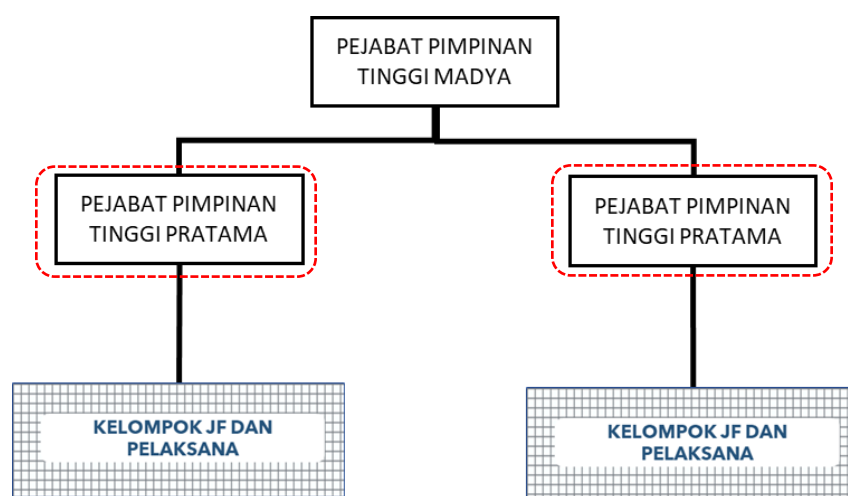 PEJABAT PIMPINAN
TINGGI MADYA
PEJABAT PIMPINAN
TINGGI PRATAMA
PEJABAT PIMPINAN
TINGGI PRATAMA
KELOMPOK JF DAN
PELAKSANA
KELOMPOK JF DAN
PELAKSANA